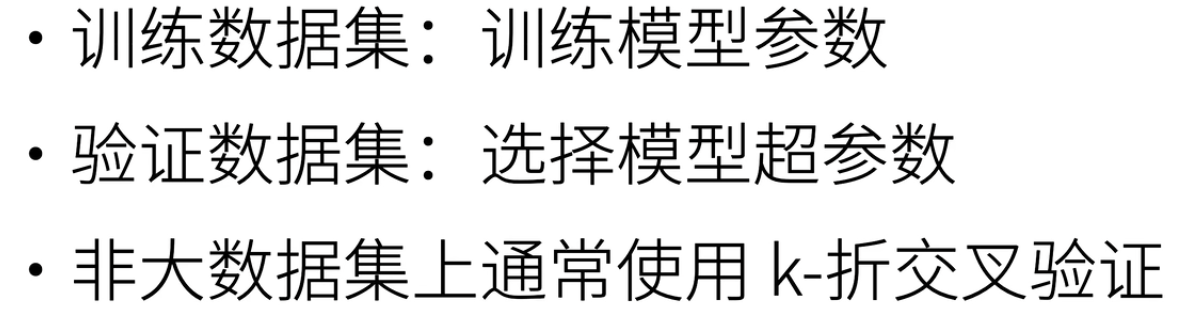 • 训练数据集：训练模型参数
• 验证数据集：选择模型超参数
• 非大数据集上通常使用 k-折交叉验证